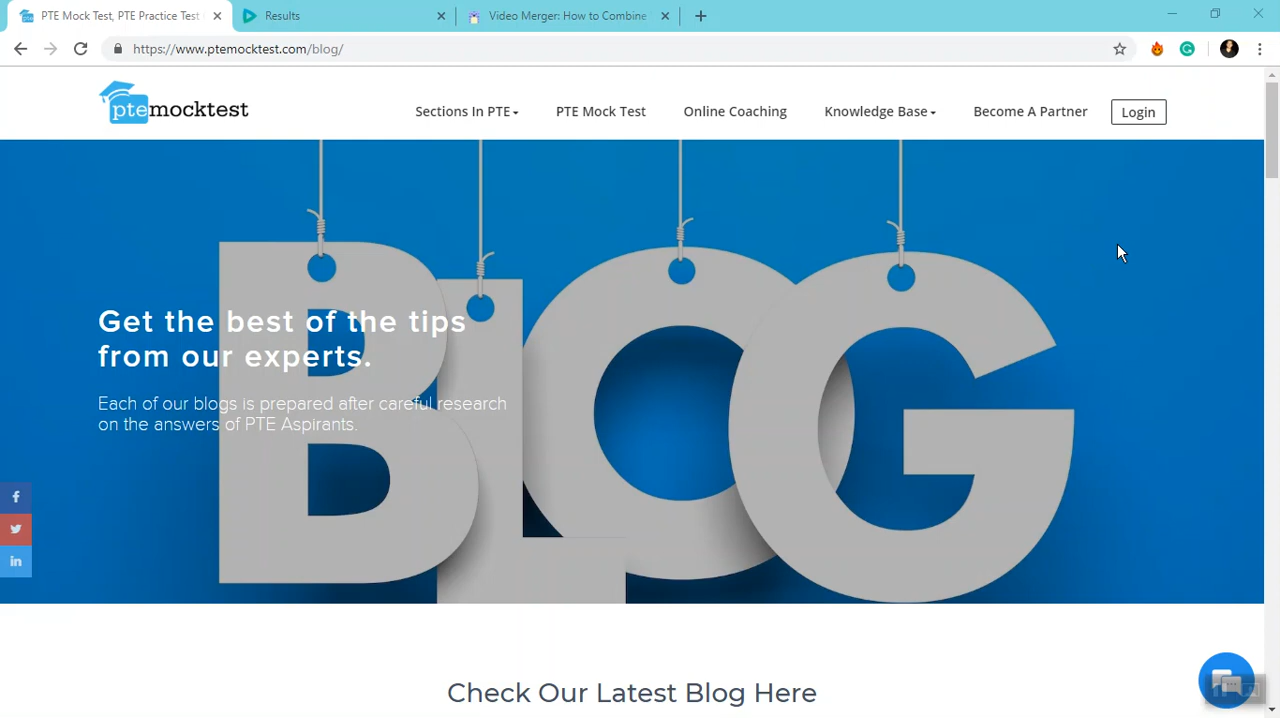 PTE Mock Test, PTE Practice Test
Results
Video Merger: How to Combine
https://www.ptemocktest.com/blog/
ptemocktest
Sections In PTE
PTE Mock Test
Online Coaching
Knowledge Base
Become A Partner
Login
BLOG
Get the best of the tips
from our experts.
Each of our blogs is prepared after careful research
on the answers of PTE Aspirants.
Check Our Latest Blog Here